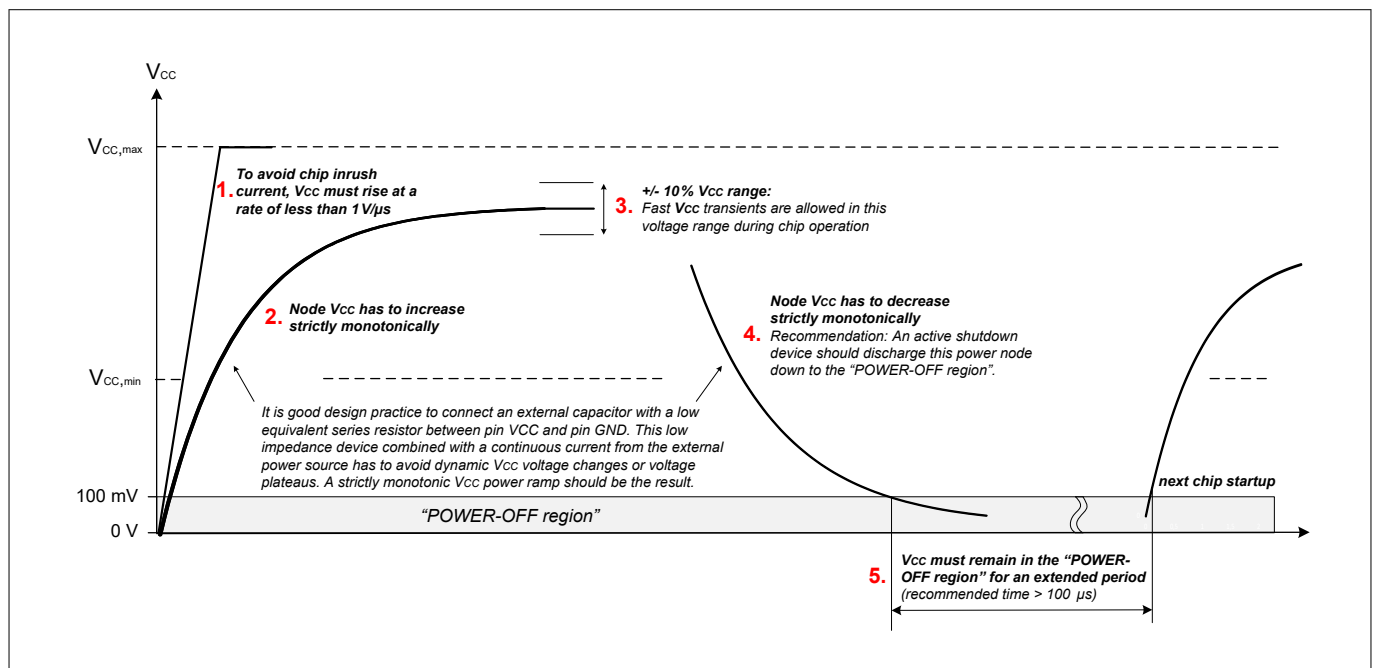 VCC
VCC,max
1. To avoid chip inrush
current, VCC must rise at a
rate of less than 1 V/µs
+/- 10% VCC range:
3. Fast VCC transients are allowed in this
voltage range during chip operation
2. Node VCC has to increase
strictly monotonically
Node VCC has to decrease
strictly monotonically
4. Recommendation: An active shutdown
device should discharge this power node
down to the “POWER-OFF region”.
VCC,min
It is good design practice to connect an external capacitor with a low
equivalent series resistor between pin VCC and pin GND. This low
impedance device combined with a continuous current from the external
power source has to avoid dynamic VCC voltage changes or voltage
plateaus. A strictly monotonic VCC power ramp should be the result.
next chip startup
100 mV
“POWER-OFF region”
0 V
VCC must remain in the “POWER-
5. OFF region” for an extended period
(recommended time > 100 µs)